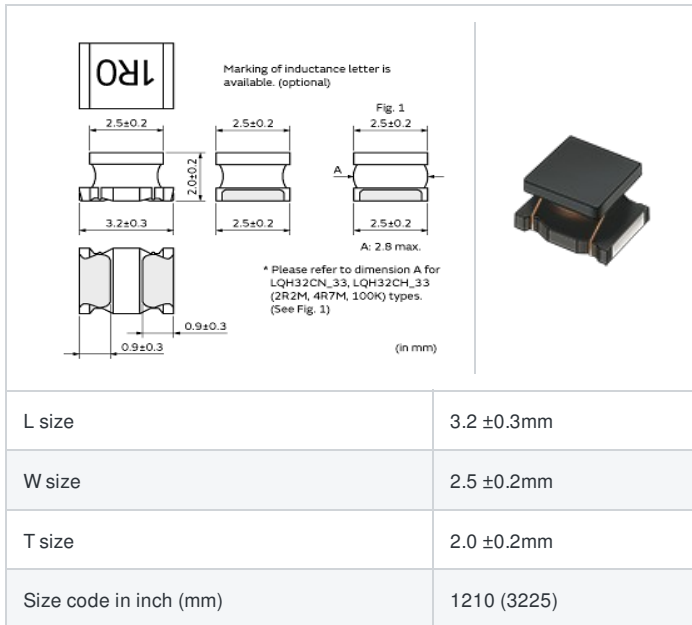 1R0
Marking of inductance letter is
available. (optional)
Fig. 1
2.5±0.2
2.5±0.2
2.5±0.2
2.0±0.2
A
3.2±0.3
2.5±0.2
2.5±0.2
A: 2.8 max.
* Please refer to dimension A for
LQH32CN_33, LQH32CH_33
(2R2M, 4R7M, 100K) types.
(See Fig. 1)
0.9±0.3
0.9±0.3
(in mm)
L size 3.2 ±0.3mm
W size 2.5 ±0.2mm
T size 2.0 ±0.2mm
Size code in inch (mm) 1210 (3225)